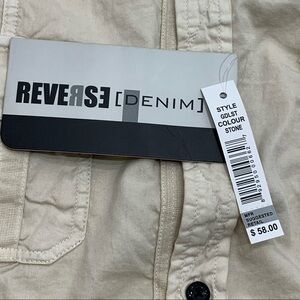 REVERSE [DENIM]
STYLE
GDLST
COLOUR
STONE
MFR
SUGGESTED
RETAIL
$ 58.00